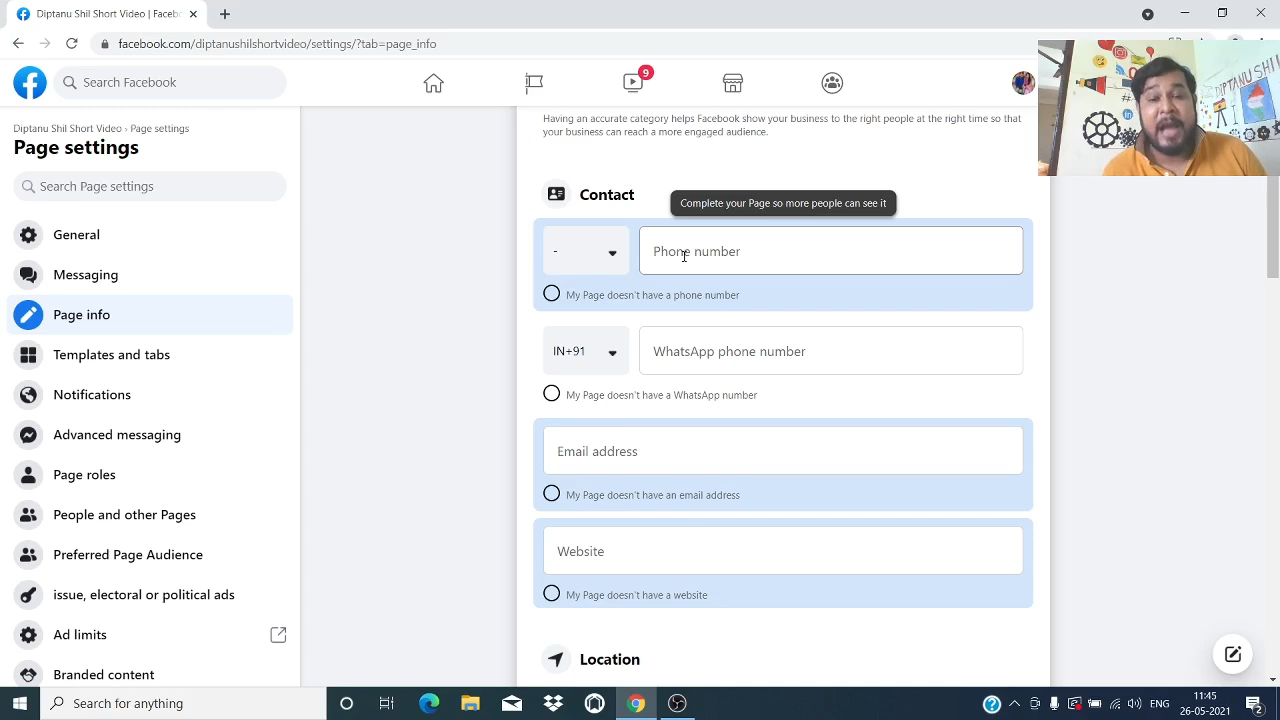 Diptanu Shil Short Video | Faceb
facebook.com/diptanushilshortvideo/settings/?tab=page_info
Search Facebook
9
Diptanu Shil Short Video › Page settings
Page settings
Search Page settings
General
Messaging
Page info
Templates and tabs
Notifications
Advanced messaging
Page roles
People and other Pages
Preferred Page Audience
issue, electoral or political ads
Ad limits
Branded content
Having an accurate category helps Facebook show your business to the right people at the right time so that
your business can reach a more engaged audience.
Contact
Complete your Page so more people can see it
-
Phone number
My Page doesn't have a phone number
IN+91
WhatsApp phone number
My Page doesn't have a WhatsApp number
Email address
My Page doesn't have an email address
Website
My Page doesn't have a website
Location
DIPTANU SHIL
Search for anything
ENG
11:45
26-05-2021
2